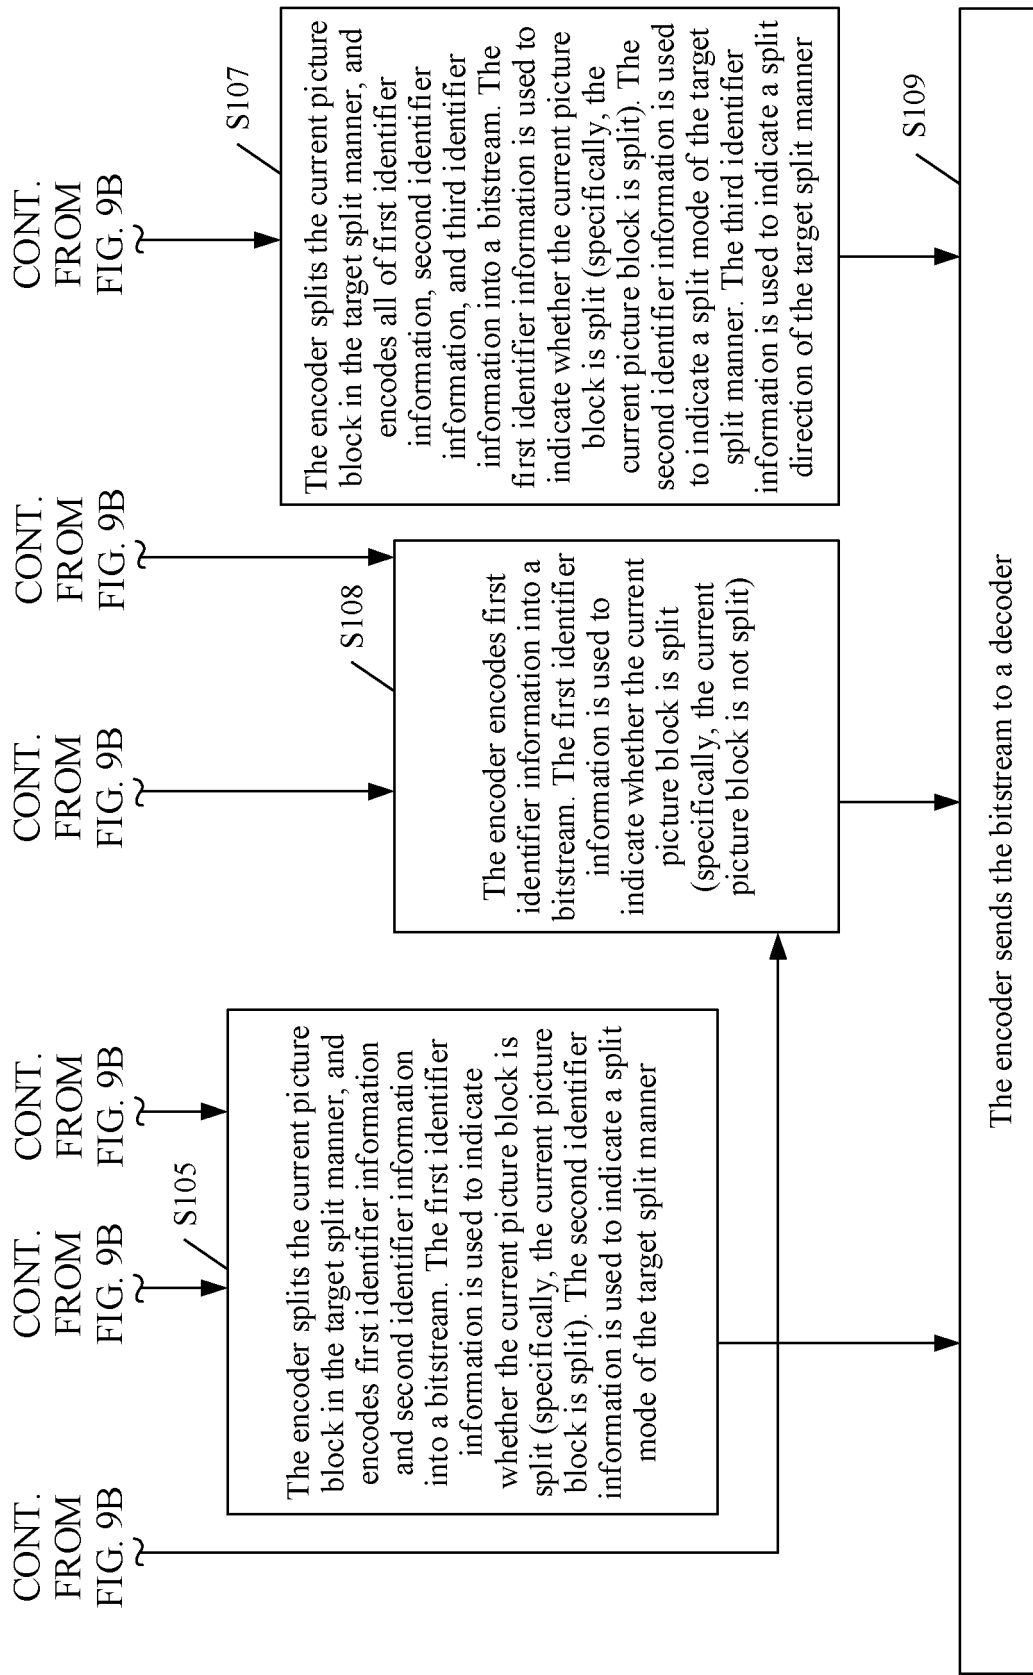 CONT.
FROM
FIG. 9B
CONT.
FROM
FIG. 9B
CONT.
FROM
FIG. 9B
CONT.
FROM
FIG. 9B
CONT.
FROM
FIG. 9B
CONT.
FROM
FIG. 9B
S105
The encoder splits the current picture
block in the target split manner, and
encodes first identifier information
and second identifier information
into a bitstream. The first identifier
information is used to indicate
whether the current picture block is
split (specifically, the current picture
block is split). The second identifier
information is used to indicate a split
mode of the target split manner
S108
The encoder encodes first
identifier information into a
bitstream. The first identifier
information is used to
indicate whether the current
picture block is split
(specifically, the current
picture block is not split)
S107
The encoder splits the current picture
block in the target split manner, and
encodes all of first identifier
information, second identifier
information, and third identifier
information into a bitstream. The
first identifier information is used to
indicate whether the current picture
block is split (specifically, the
current picture block is split). The
second identifier information is used
to indicate a split mode of the target
split manner. The third identifier
information is used to indicate a split
direction of the target split manner
S109
The encoder sends the bitstream to a decoder